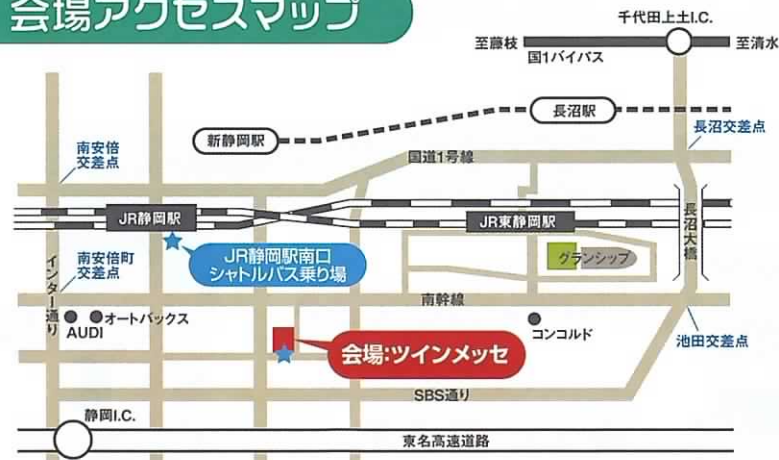 会場アクセスマップ
千代田上土I.C.
至藤枝
至清水
国1バイパス
長沼駅
新静岡駅
長沼交差点
南安倍
交差点
国道1号線
JR静岡駅
JR東静岡駅
長沼大橋
JR静岡駅南口
シャトルバス乗り場
南安倍町
交差点
グランシップ
インター通り
南幹線
AUDI
オートバックス
コンコルド
池田交差点
会場:ツインメッセ
SBS通り
静岡I.C.
東名高速道路